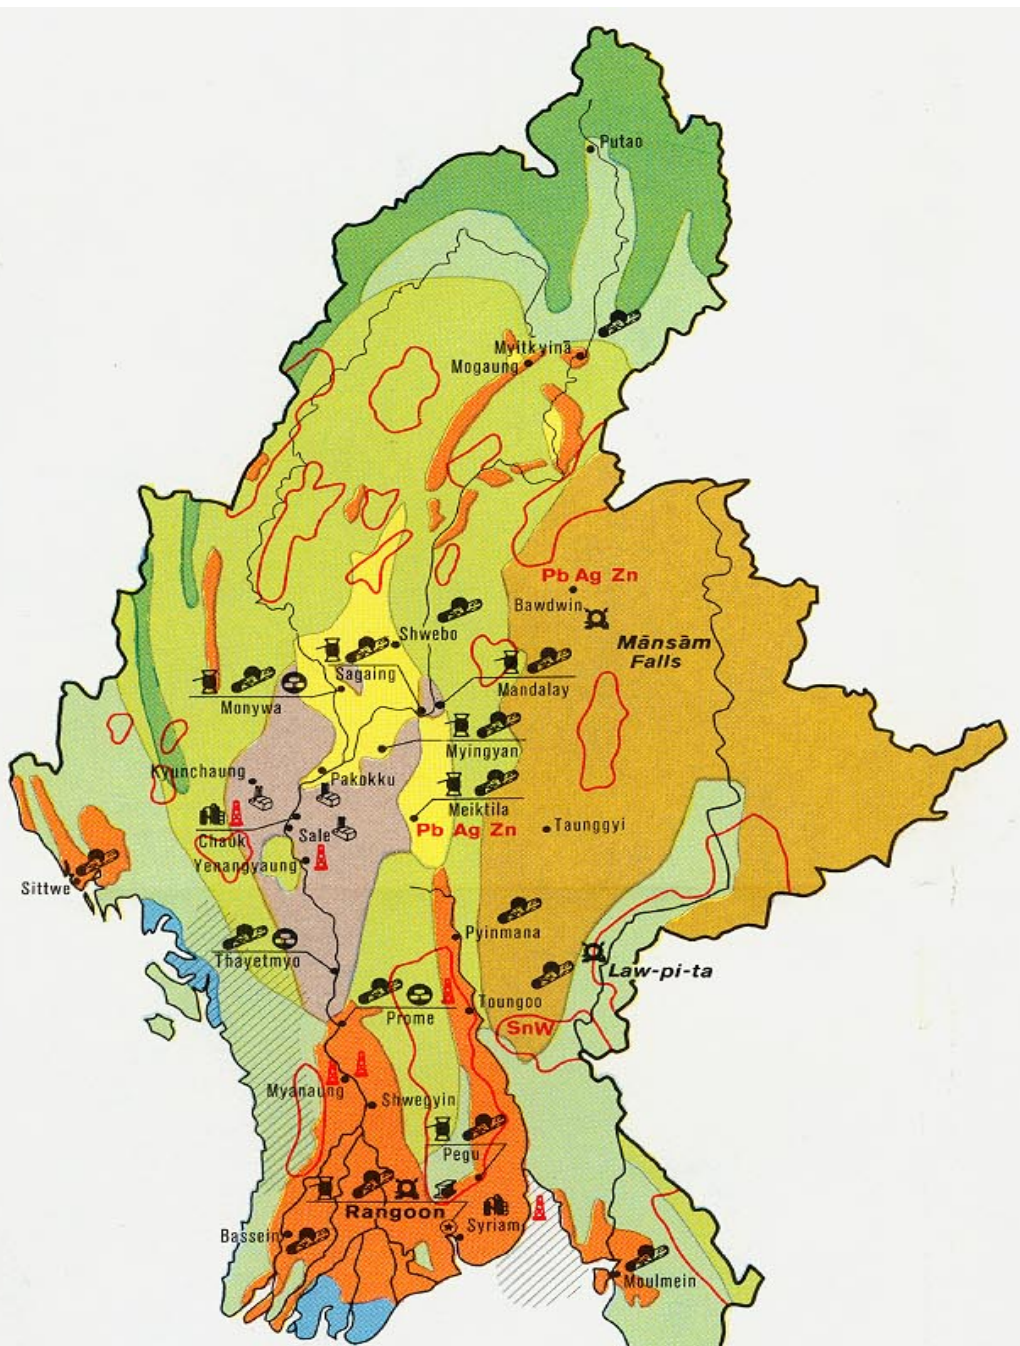 Putao
Myitkyinā
Mogaung
Pb Ag Zn
Bawdwin
Mānsām
Falls
Shwebo
Sagaing
Mandalay
Monywa
Myingyan
Kyunchaung
Pakokku
Meiktila
Pb Ag Zn
Chauk
Sale
Taunggyi
Yenangyaung
Sittwe
Pyinmana
Thayetmyo
Law-pi-ta
Toungoo
Prome
SnW
Myanaung
Shwegyin
Pegu
Rangoon
Syriam
Bassein
Moulmein